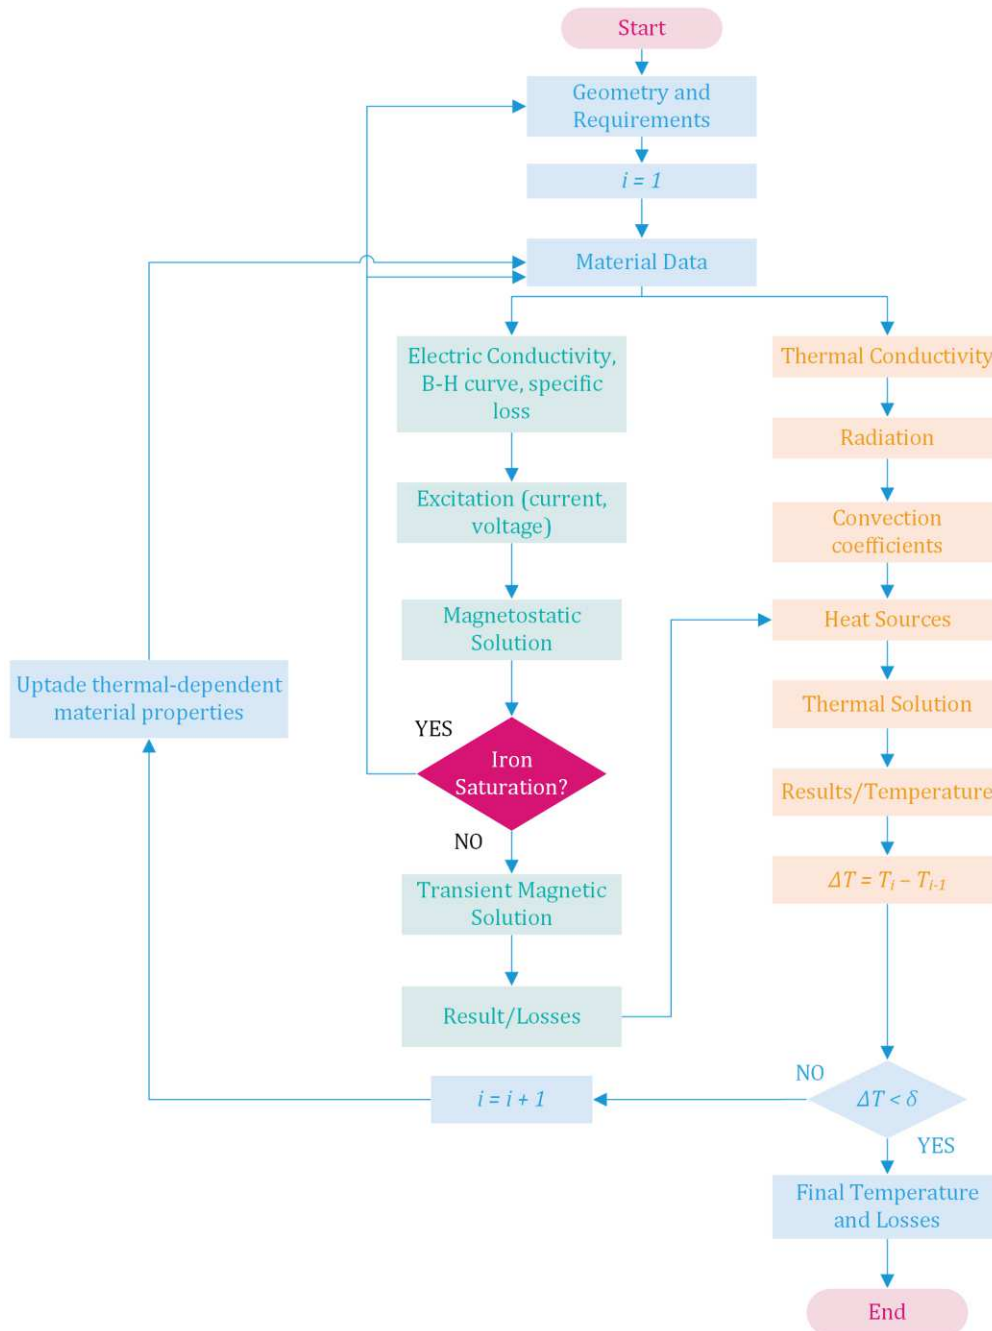 Start
Geometry and
Requirements
i = 1
Material Data
Electric Conductivity,
B-H curve, specific
loss
Excitation (current,
voltage)
Magnetostatic
Solution
YES
Iron
Saturation?
NO
Transient Magnetic
Solution
Result/Losses
Thermal Conductivity
Radiation
Convection
coefficients
Heat Sources
Thermal Solution
Results/Temperature
ΔT = Tᵢ – Tᵢ₋₁
NO
ΔT < δ
YES
i = i + 1
Uptade thermal-dependent
material properties
Final Temperature
and Losses
End